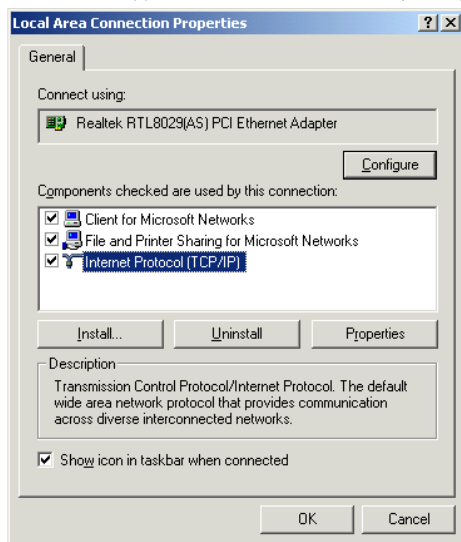 Local Area Connection Properties
General
Connect using:
Realtek RTL8029(AS) PCI Ethernet Adapter
Configure
Components checked are used by this connection:
Client for Microsoft Networks
File and Printer Sharing for Microsoft Networks
Internet Protocol (TCP/IP)
Install... Uninstall Properties
Description
Transmission Control Protocol/Internet Protocol. The default
wide area network protocol that provides communication
across diverse interconnected networks.
Show icon in taskbar when connected
OK Cancel